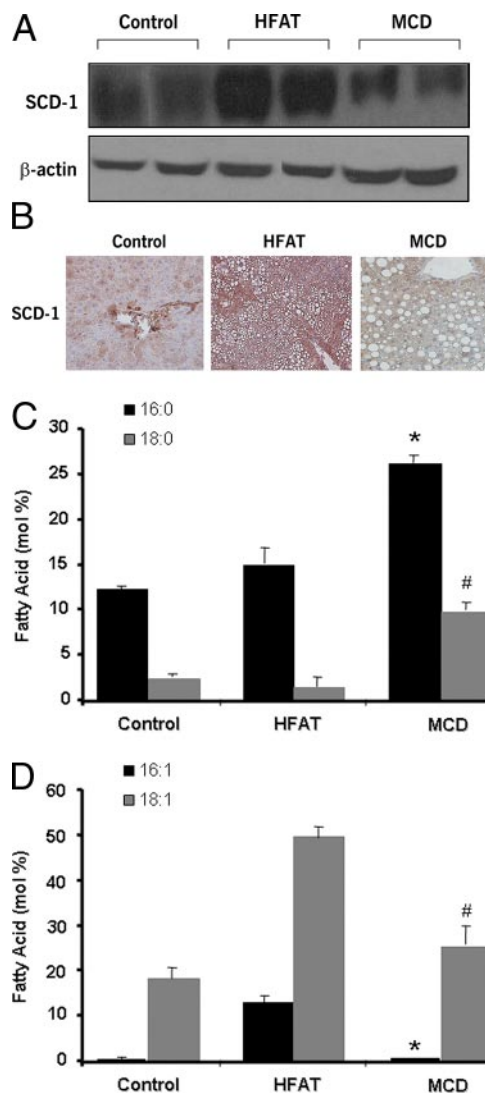 A
Control HFAT MCD
SCD-1
β-actin
B
Control HFAT MCD
SCD-1
C
16:0
18:0
Fatty Acid (mol %)
30
25
20
15
10
5
0
*
#
Control HFAT MCD
D
16:1
18:1
Fatty Acid (mol %)
60
50
40
30
20
10
0
#
*
Control HFAT MCD